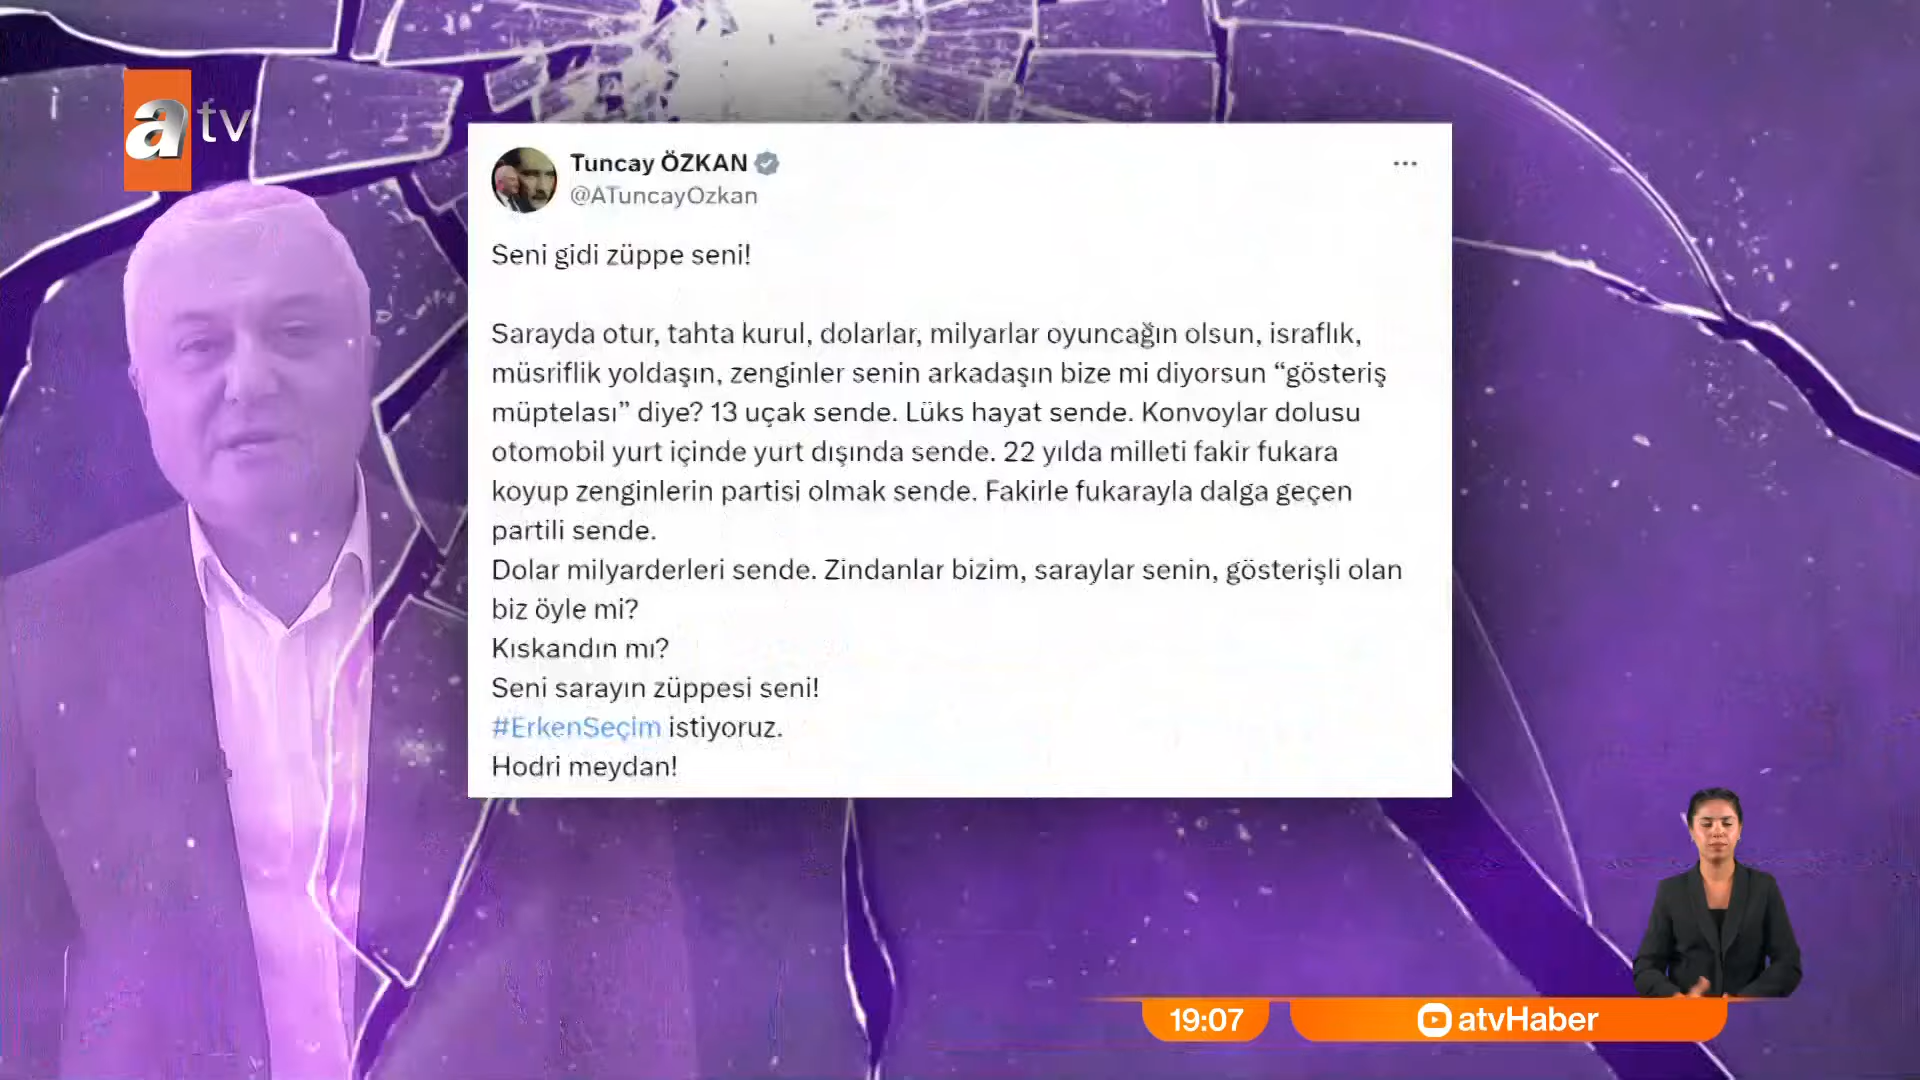 a tv
Tuncay ÖZKAN
@ATuncayOzkan
Seni gidi züppe seni!
Sarayda otur, tahta kurul, dolarlar, milyarlar oyuncağın olsun, israflık,
müsriflik yoldaşın, zenginler senin arkadaşın bize mi diyorsun “gösteriş
müptelası” diye? 13 uçak sende. Lüks hayat sende. Konvoylar dolusu
otomobil yurt içinde yurt dışında sende. 22 yılda milleti fakir fukara
koyup zenginlerin partisi olmak sende. Fakirle fukarayla dalga geçen
partili sende.
Dolar milyarderleri sende. Zindanlar bizim, saraylar senin, gösterişli olan
biz öyle mi?
Kıskandın mı?
Seni sarayın züppesi seni!
#ErkenSeçim istiyoruz.
Hodri meydan!
19:07
atvHaber